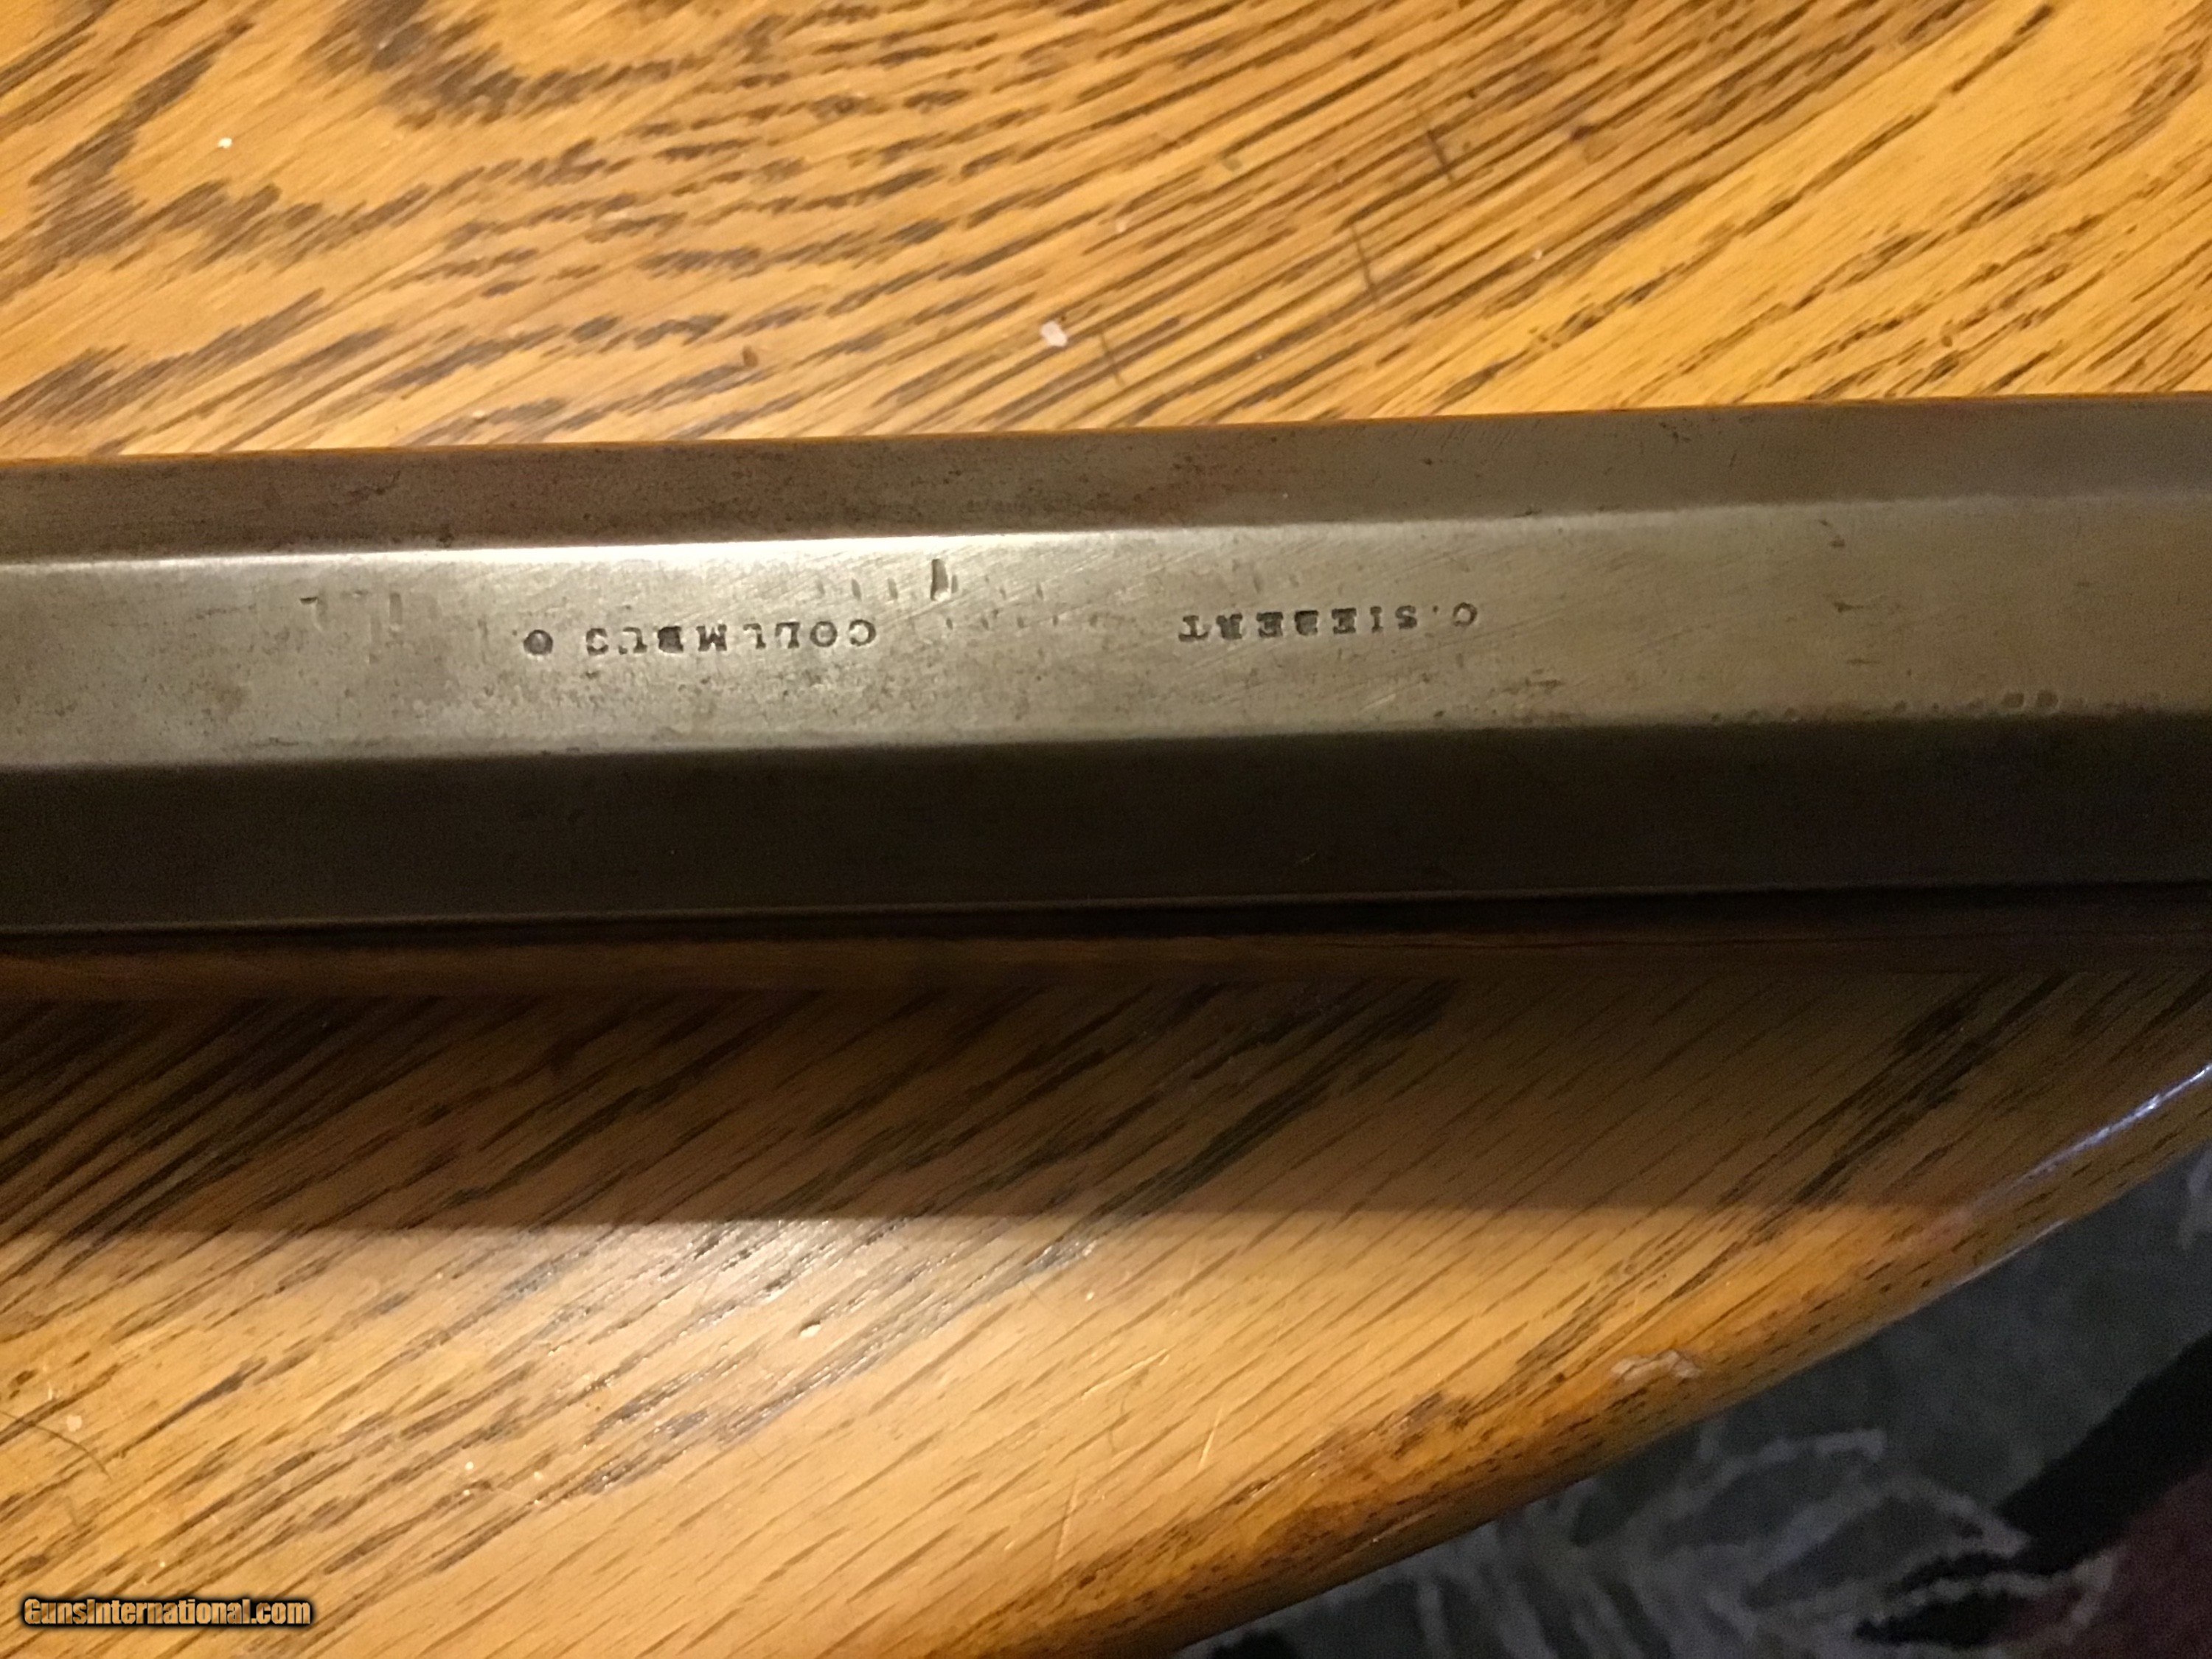 C. SIEBERT COLUMBUS O.
GunsInternational.com